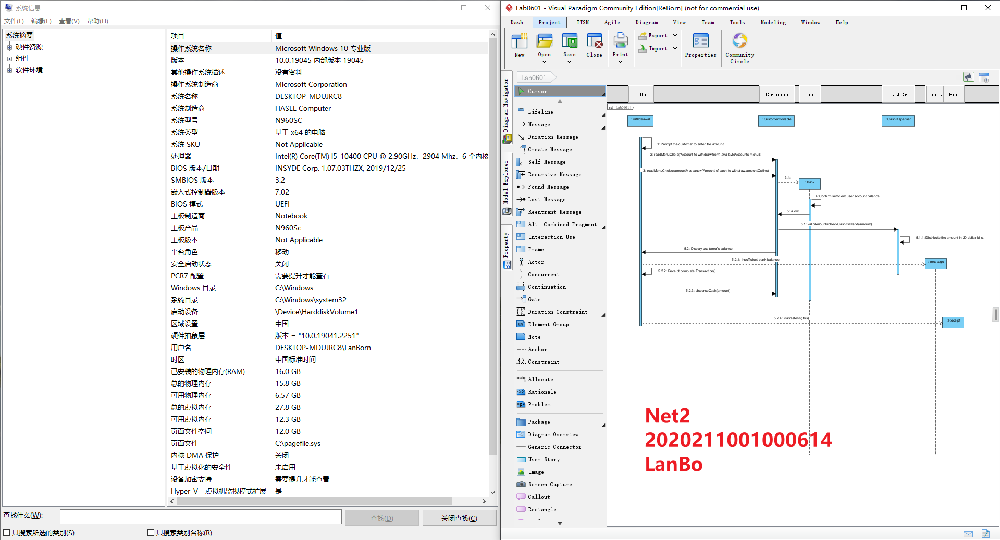 系统信息
文件(F) 编辑(E) 查看(V) 帮助(H)
系统摘要
硬件资源
组件
软件环境
项目 值
操作系统名称 Microsoft Windows 10 专业版
版本 10.0.19045 内部版本 19045
其他操作系统描述 没有资料
操作系统制造商 Microsoft Corporation
系统名称 DESKTOP-MDUJRC8
系统制造商 HASEE Computer
系统型号 N960SC
系统类型 基于 x64 的电脑
系统 SKU Not Applicable
处理器 Intel(R) Core(TM) i5-10400 CPU @ 2.90GHz，2904 Mhz，6 个内核
BIOS 版本/日期 INSYDE Corp. 1.07.03THZX, 2019/12/25
SMBIOS 版本 3.2
嵌入式控制器版本 7.02
BIOS 模式 UEFI
主板制造商 Notebook
主板产品 N960Sc
主板版本 Not Applicable
平台角色 移动
安全启动状态 关闭
PCR7 配置 需要提升才能查看
Windows 目录 C:\Windows
系统目录 C:\Windows\system32
启动设备 \Device\HarddiskVolume1
区域设置 中国
硬件抽象层 版本 = "10.0.19041.2251"
用户名 DESKTOP-MDUJRC8\LanBorn
时区 中国标准时间
已安装的物理内存(RAM) 16.0 GB
总的物理内存 15.8 GB
可用物理内存 6.57 GB
总的虚拟内存 27.8 GB
可用虚拟内存 12.3 GB
页面文件空间 12.0 GB
页面文件 C:\pagefile.sys
内核 DMA 保护 关闭
基于虚拟化的安全性 未启用
设备加密支持 需要提升才能查看
Hyper-V - 虚拟机监视模式扩展 是
查找什么(W):
查找(D)
关闭查找(C)
只搜索所选的类别(S)
只搜索类别名称(R)
Lab0601 - Visual Paradigm Community Edition[ReBorn] (not for commercial use)
Dash Project ITSM Agile Diagram View Team Tools Modeling Window Help
New Open Save Close Print
Export
Import
Properties
Community Circle
Lab0601
Diagram Navigator
Model Explorer
Property
Cursor
Lifeline
Message
Duration Message
Create Message
Self Message
Recursive Message
Found Message
Lost Message
Reentrant Message
Alt. Combined Fragment
Interaction Use
Frame
Actor
Concurrent
Continuation
Gate
Duration Constraint
Element Group
Note
Anchor
Constraint
Allocate
Rationale
Problem
Package
Diagram Overview
Generic Connector
User Story
Image
Screen Capture
Callout
Rectangle
: withd... : Customer... : bank : CashDis... : mes. : Rec...
sd [Lab0601]
: withdeawal : CustomerConsole : CashDispenser
1: Prompt the customer to enter the amount.
2: readMenuChoic("Account to withdraw from",availavleAccounts menu);
3: readMenuChoice(amountMessage+"Amount of cash to withdraw,amountOptins)
3.1:
: bank
4: Confirm sufficient user account balance
5: allow
5.1: validAmount=checkCashOnHand(amount)
5.1.1: Distribute the amount in 20 dollar bills.
5.2: Display customer's balance
5.2.1: Insufficient bank balance
: message
5.2.2: Receipt complete Transaction()
5.2.3: disperseCash(amount)
5.2.4: <<create>>(this)
: Receipt
Net2
2020211001000614
LanBo